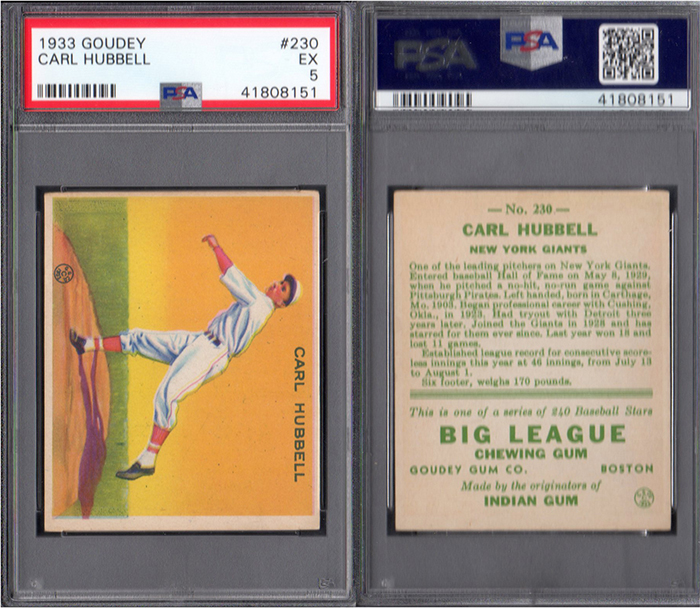 1933 GOUDEY #230
CARL HUBBELL EX
5
PSA 41808151
CARL HUBBELL
PSA PSA
41808151
— No. 230 —
CARL HUBBELL
NEW YORK GIANTS
One of the leading pitchers on New York Giants.
Entered baseball Hall of Fame on May 8, 1929,
when he pitched a no-hit, no-run game against
Pittsburgh Pirates. Left handed, born in Carthage,
Mo. 1903. Began professional career with Cushing,
Okla., in 1923. Had tryout with Detroit three
years later. Joined the Giants in 1928 and has
starred for them ever since. Last year won 18 and
lost 11 games.
Established league record for consecutive score-
less innings this year at 46 innings, from July 13
to August 1.
Six footer, weighs 170 pounds.
This is one of a series of 240 Baseball Stars
BIG LEAGUE
CHEWING GUM
GOUDEY GUM CO. BOSTON
Made by the originators of
INDIAN GUM